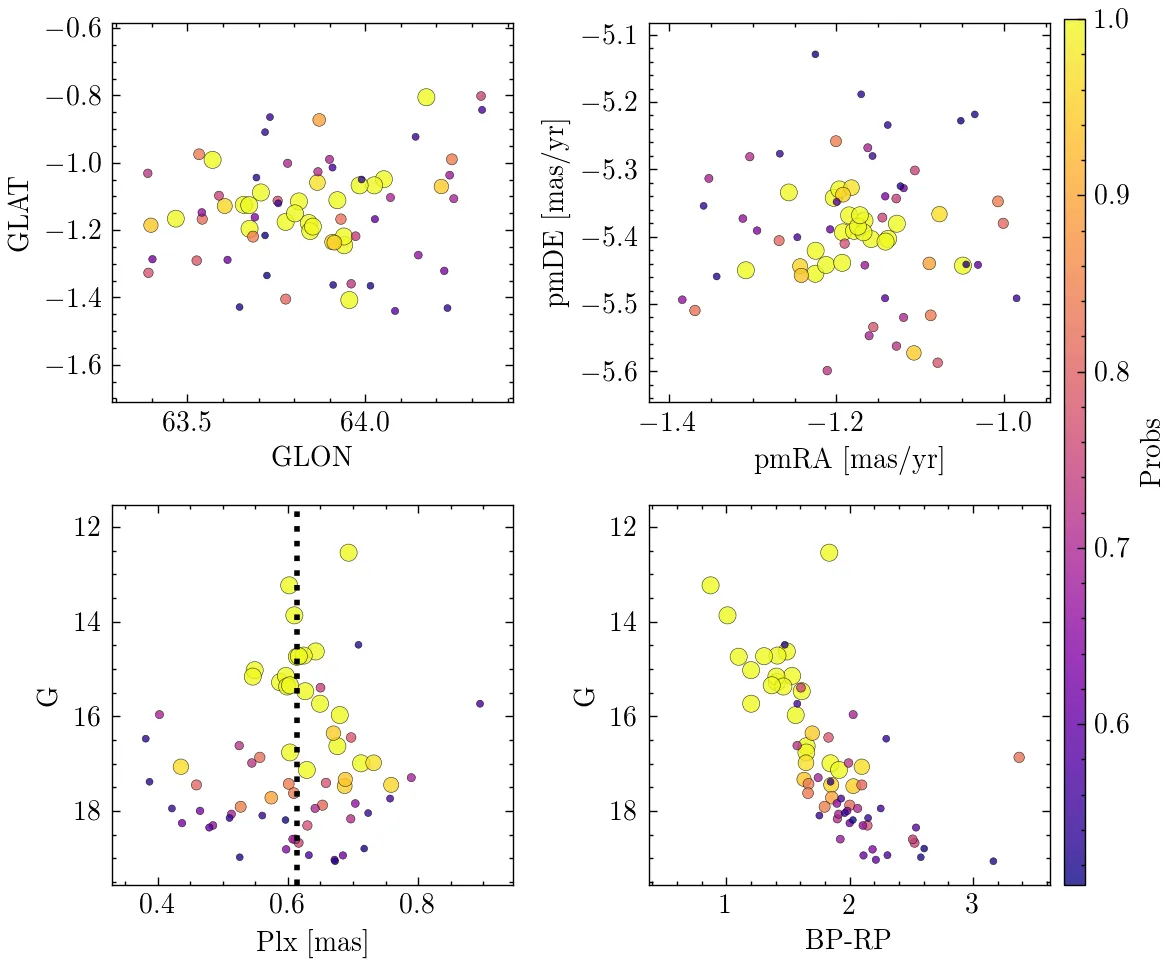 −0.6
−0.8
−1.0
−1.2
−1.4
−1.6
GLAT
63.5 64.0
GLON
−5.1
−5.2
−5.3
−5.4
−5.5
−5.6
pmDE [mas/yr]
−1.4 −1.2 −1.0
pmRA [mas/yr]
12
14
16
18
G
0.4 0.6 0.8
Plx [mas]
12
14
16
18
G
1 2 3
BP-RP
1.0
0.9
0.8
0.7
0.6
Probs